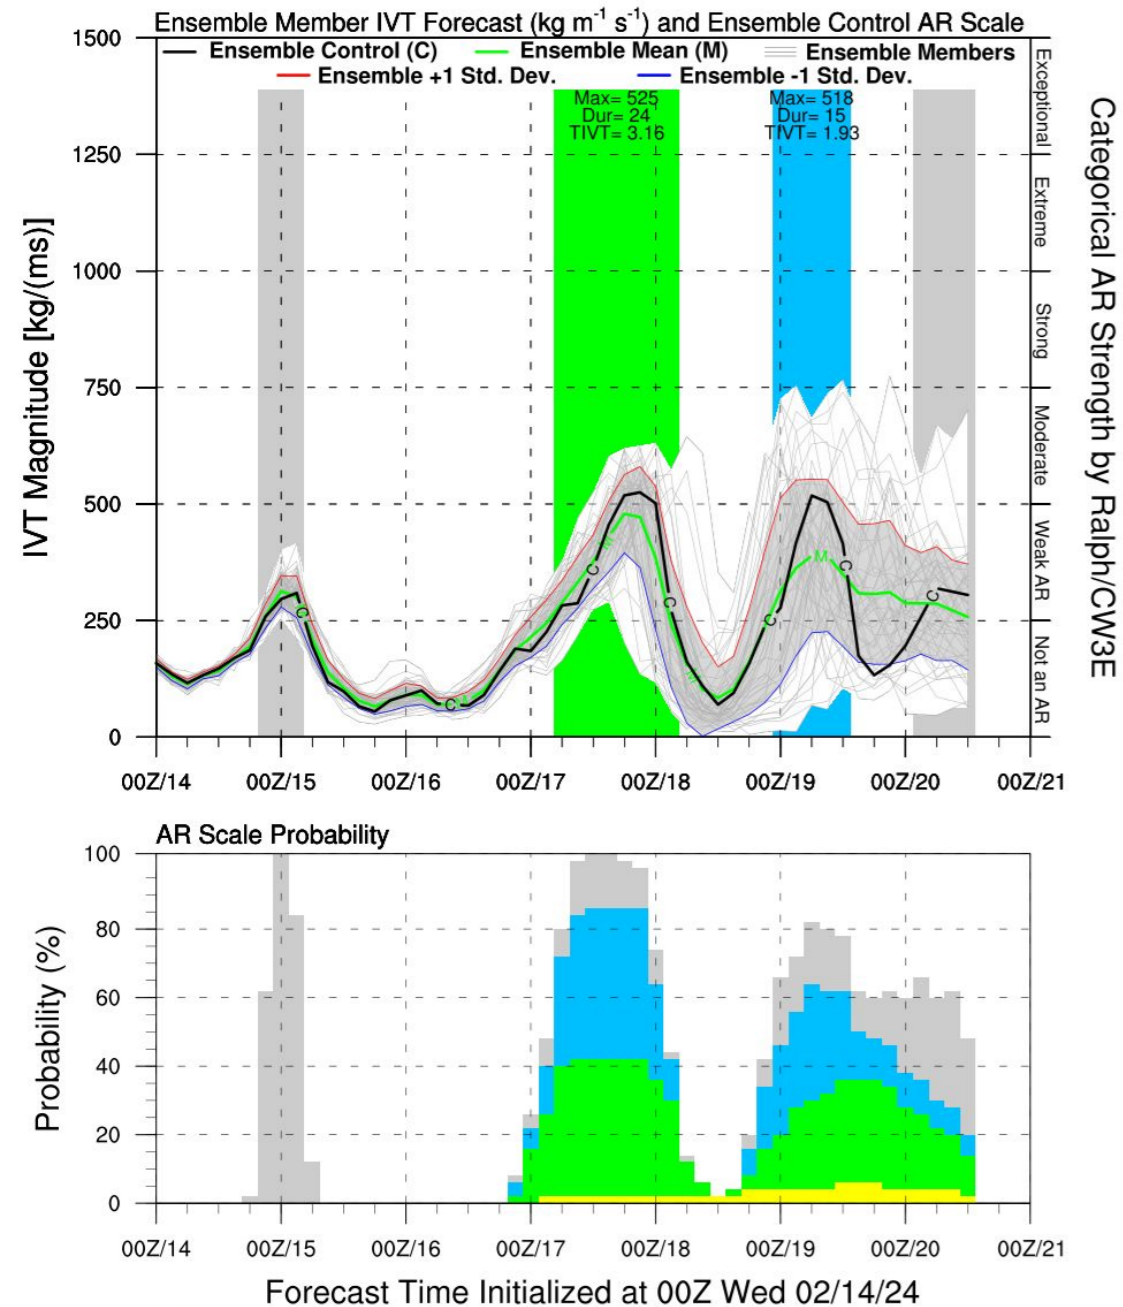 Ensemble Member IVT Forecast (kg m⁻¹ s⁻¹) and Ensemble Control AR Scale
Ensemble Control (C) Ensemble Mean (M) Ensemble Members
Ensemble +1 Std. Dev. Ensemble -1 Std. Dev.
Max= 525
Dur= 24
TIVT= 3.16
Max= 518
Dur= 15
TIVT= 1.93
1500
1250
1000
750
500
250
0
IVT Magnitude [kg/(ms)]
Exceptional
Extreme
Strong
Moderate
Weak AR
Not an AR
Categorical AR Strength by Ralph/CW3E
C
C
C
C
C
C
C
M
M
M
M
00Z/14 00Z/15 00Z/16 00Z/17 00Z/18 00Z/19 00Z/20 00Z/21
AR Scale Probability
100
80
60
40
20
0
Probability (%)
00Z/14 00Z/15 00Z/16 00Z/17 00Z/18 00Z/19 00Z/20 00Z/21
Forecast Time Initialized at 00Z Wed 02/14/24